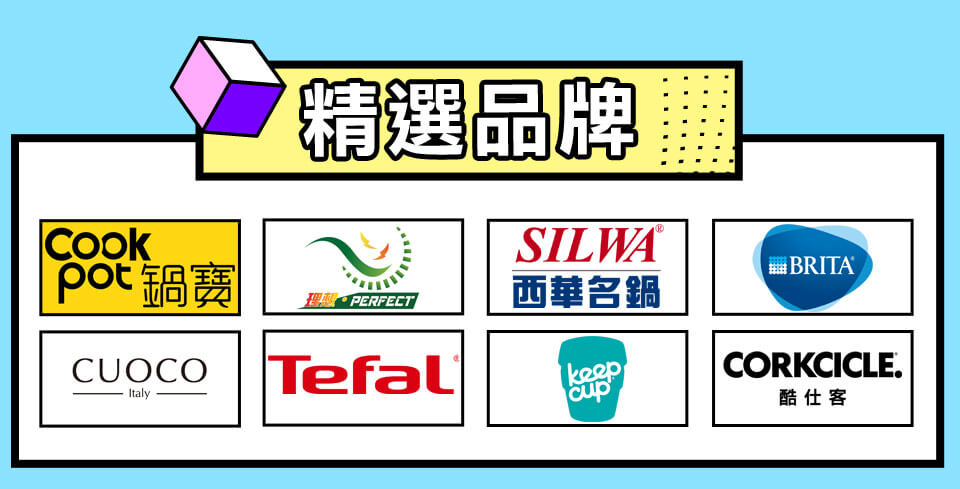 精選品牌
Cook
pot 鍋寶
理想·PERFECT
SILWA®
西華名鍋
BRITA®
CUOCO
Italy
Tefal®
keep
cup
CORKCICLE.
酷仕客